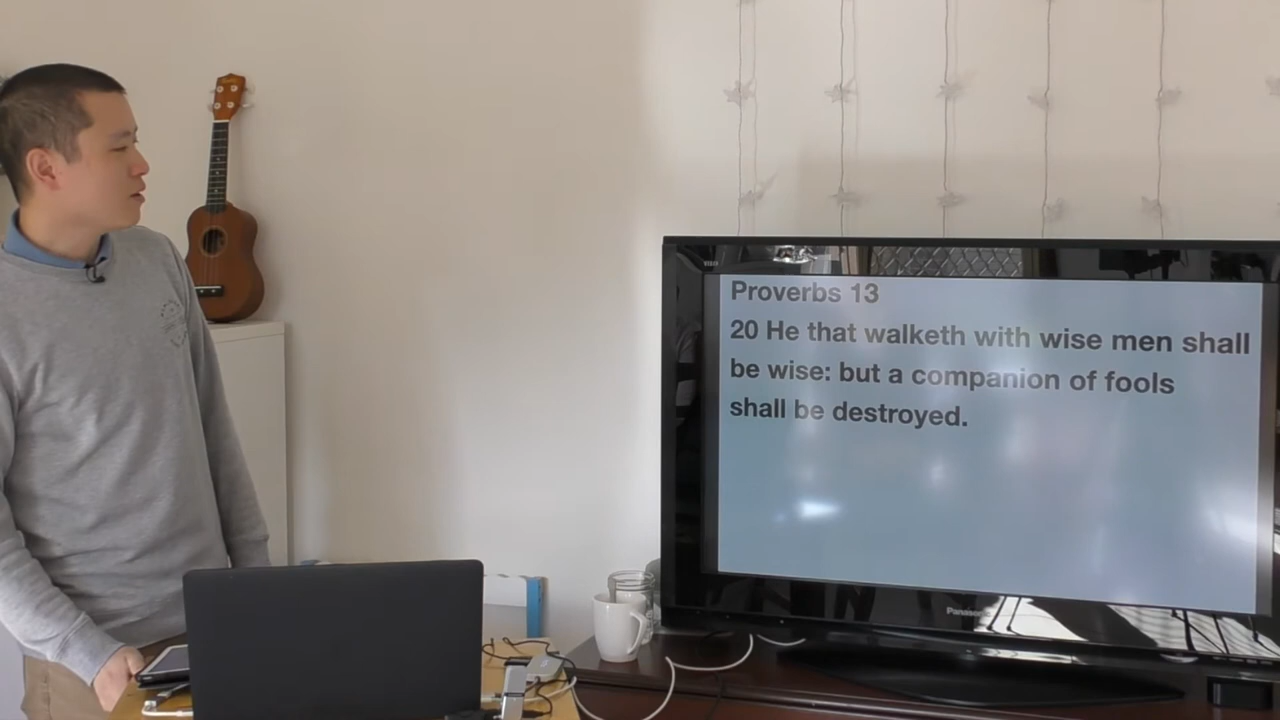 Proverbs 13
20 He that walketh with wise men shall
be wise: but a companion of fools
shall be destroyed.
Panasonic